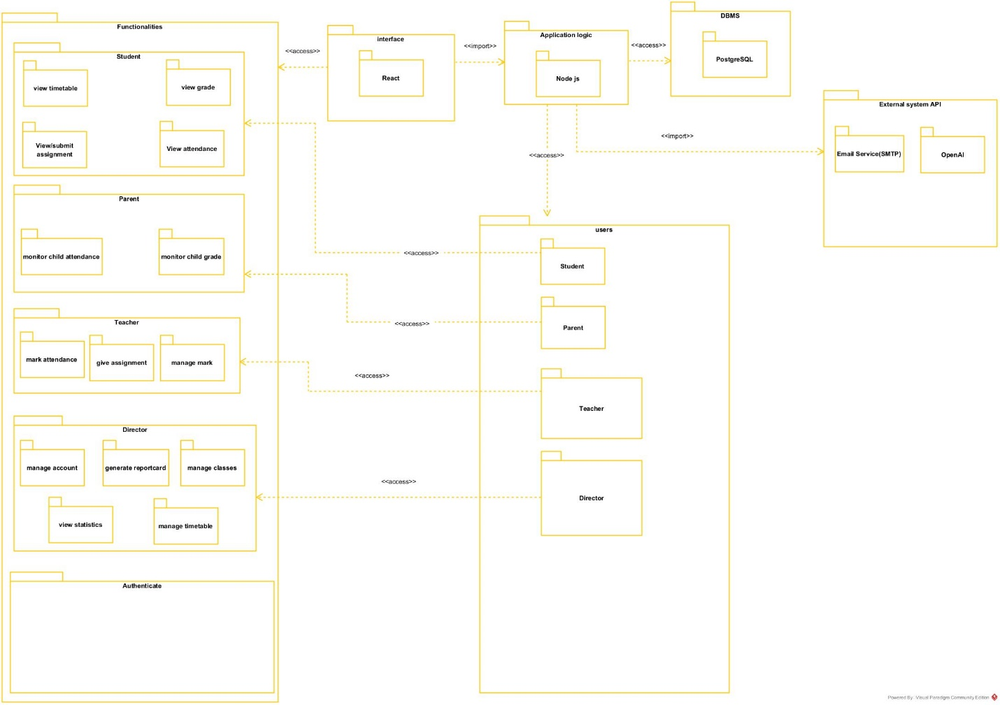 Functionalities
Student
view timetable
view grade
View/submit
assignment
View attendance
Parent
monitor child attendance
monitor child grade
Teacher
mark attendance
give assignment
manage mark
Director
manage account
generate reportcard
manage classes
view statistics
manage timetable
Authenticate
<<access>>
interface
React
<<import>>
Application logic
Node js
<<access>>
DBMS
PostgreSQL
<<access>>
<<import>>
External system API
Email Service(SMTP)
OpenAI
users
<<access>>
Student
<<access>>
Parent
<<access>>
Teacher
<<access>>
Director
Powered By Visual Paradigm Community Edition